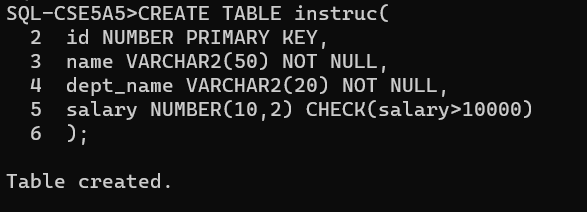 SQL-CSE5A5>CREATE TABLE instruc(
  2  id NUMBER PRIMARY KEY,
  3  name VARCHAR2(50) NOT NULL,
  4  dept_name VARCHAR2(20) NOT NULL,
  5  salary NUMBER(10,2) CHECK(salary>10000)
  6  );
Table created.